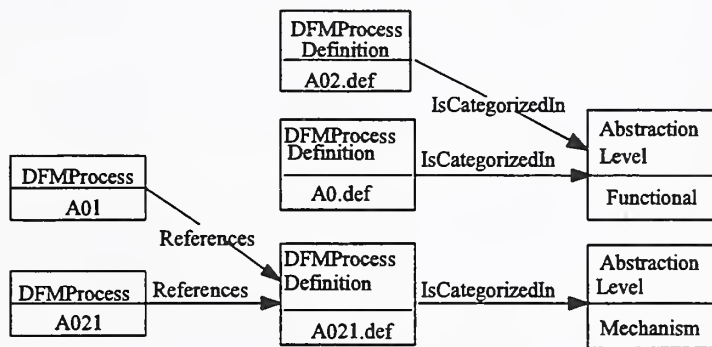 DFMProcess
Definition
A02.def
IsCategorizedIn
DFMProcess
Definition
A0.def
IsCategorizedIn
Abstraction
Level
Functional
DFMProcess
A01
References
DFMProcess
A021
References
DFMProcess
Definition
A021.def
IsCategorizedIn
Abstraction
Level
Mechanism